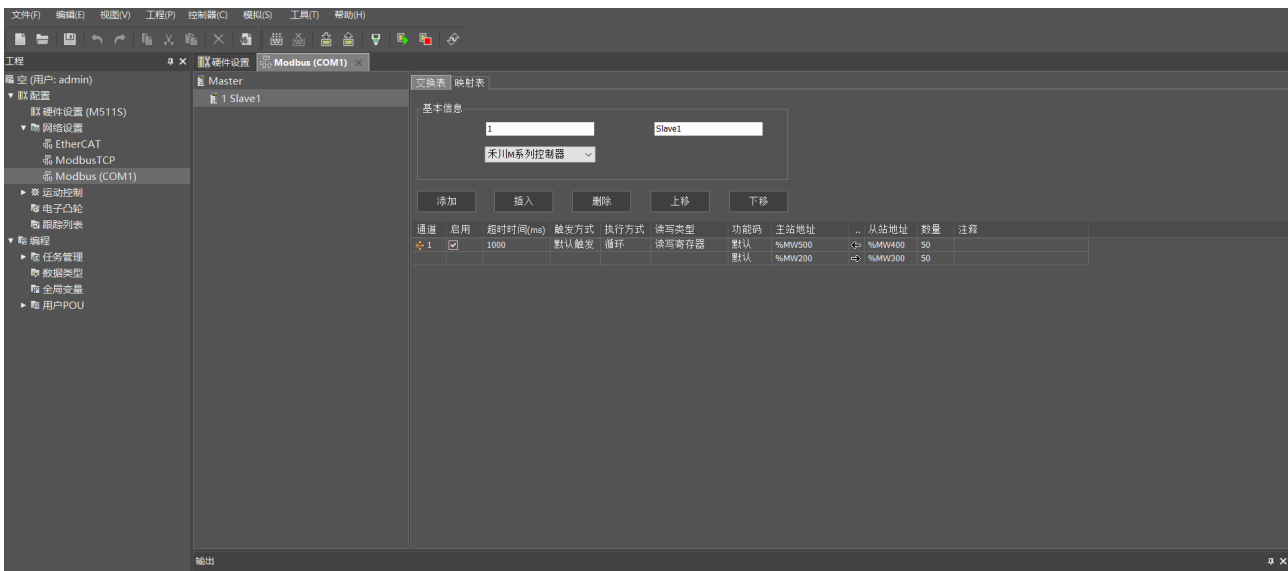 文件(F) 编辑(E) 视图(V) 工程(P) 控制器(C) 模拟(S) 工具(T) 帮助(H)
工程
空 (用户: admin)
配置
硬件设置 (M511S)
网络设置
EtherCAT
ModbusTCP
Modbus (COM1)
运动控制
电子凸轮
跟踪列表
编程
任务管理
数据类型
全局变量
用户POU
硬件设置 Modbus (COM1)
Master
1 Slave1
交换表 映射表
基本信息
1 Slave1
禾川M系列控制器
添加 插入 删除 上移 下移
通道 启用 超时时间(ms) 触发方式 执行方式 读写类型 功能码 主站地址 .. 从站地址 数量 注释
1 1000 默认触发 循环 读写寄存器 默认 %MW500 %MW400 50
默认 %MW200 %MW300 50
输出